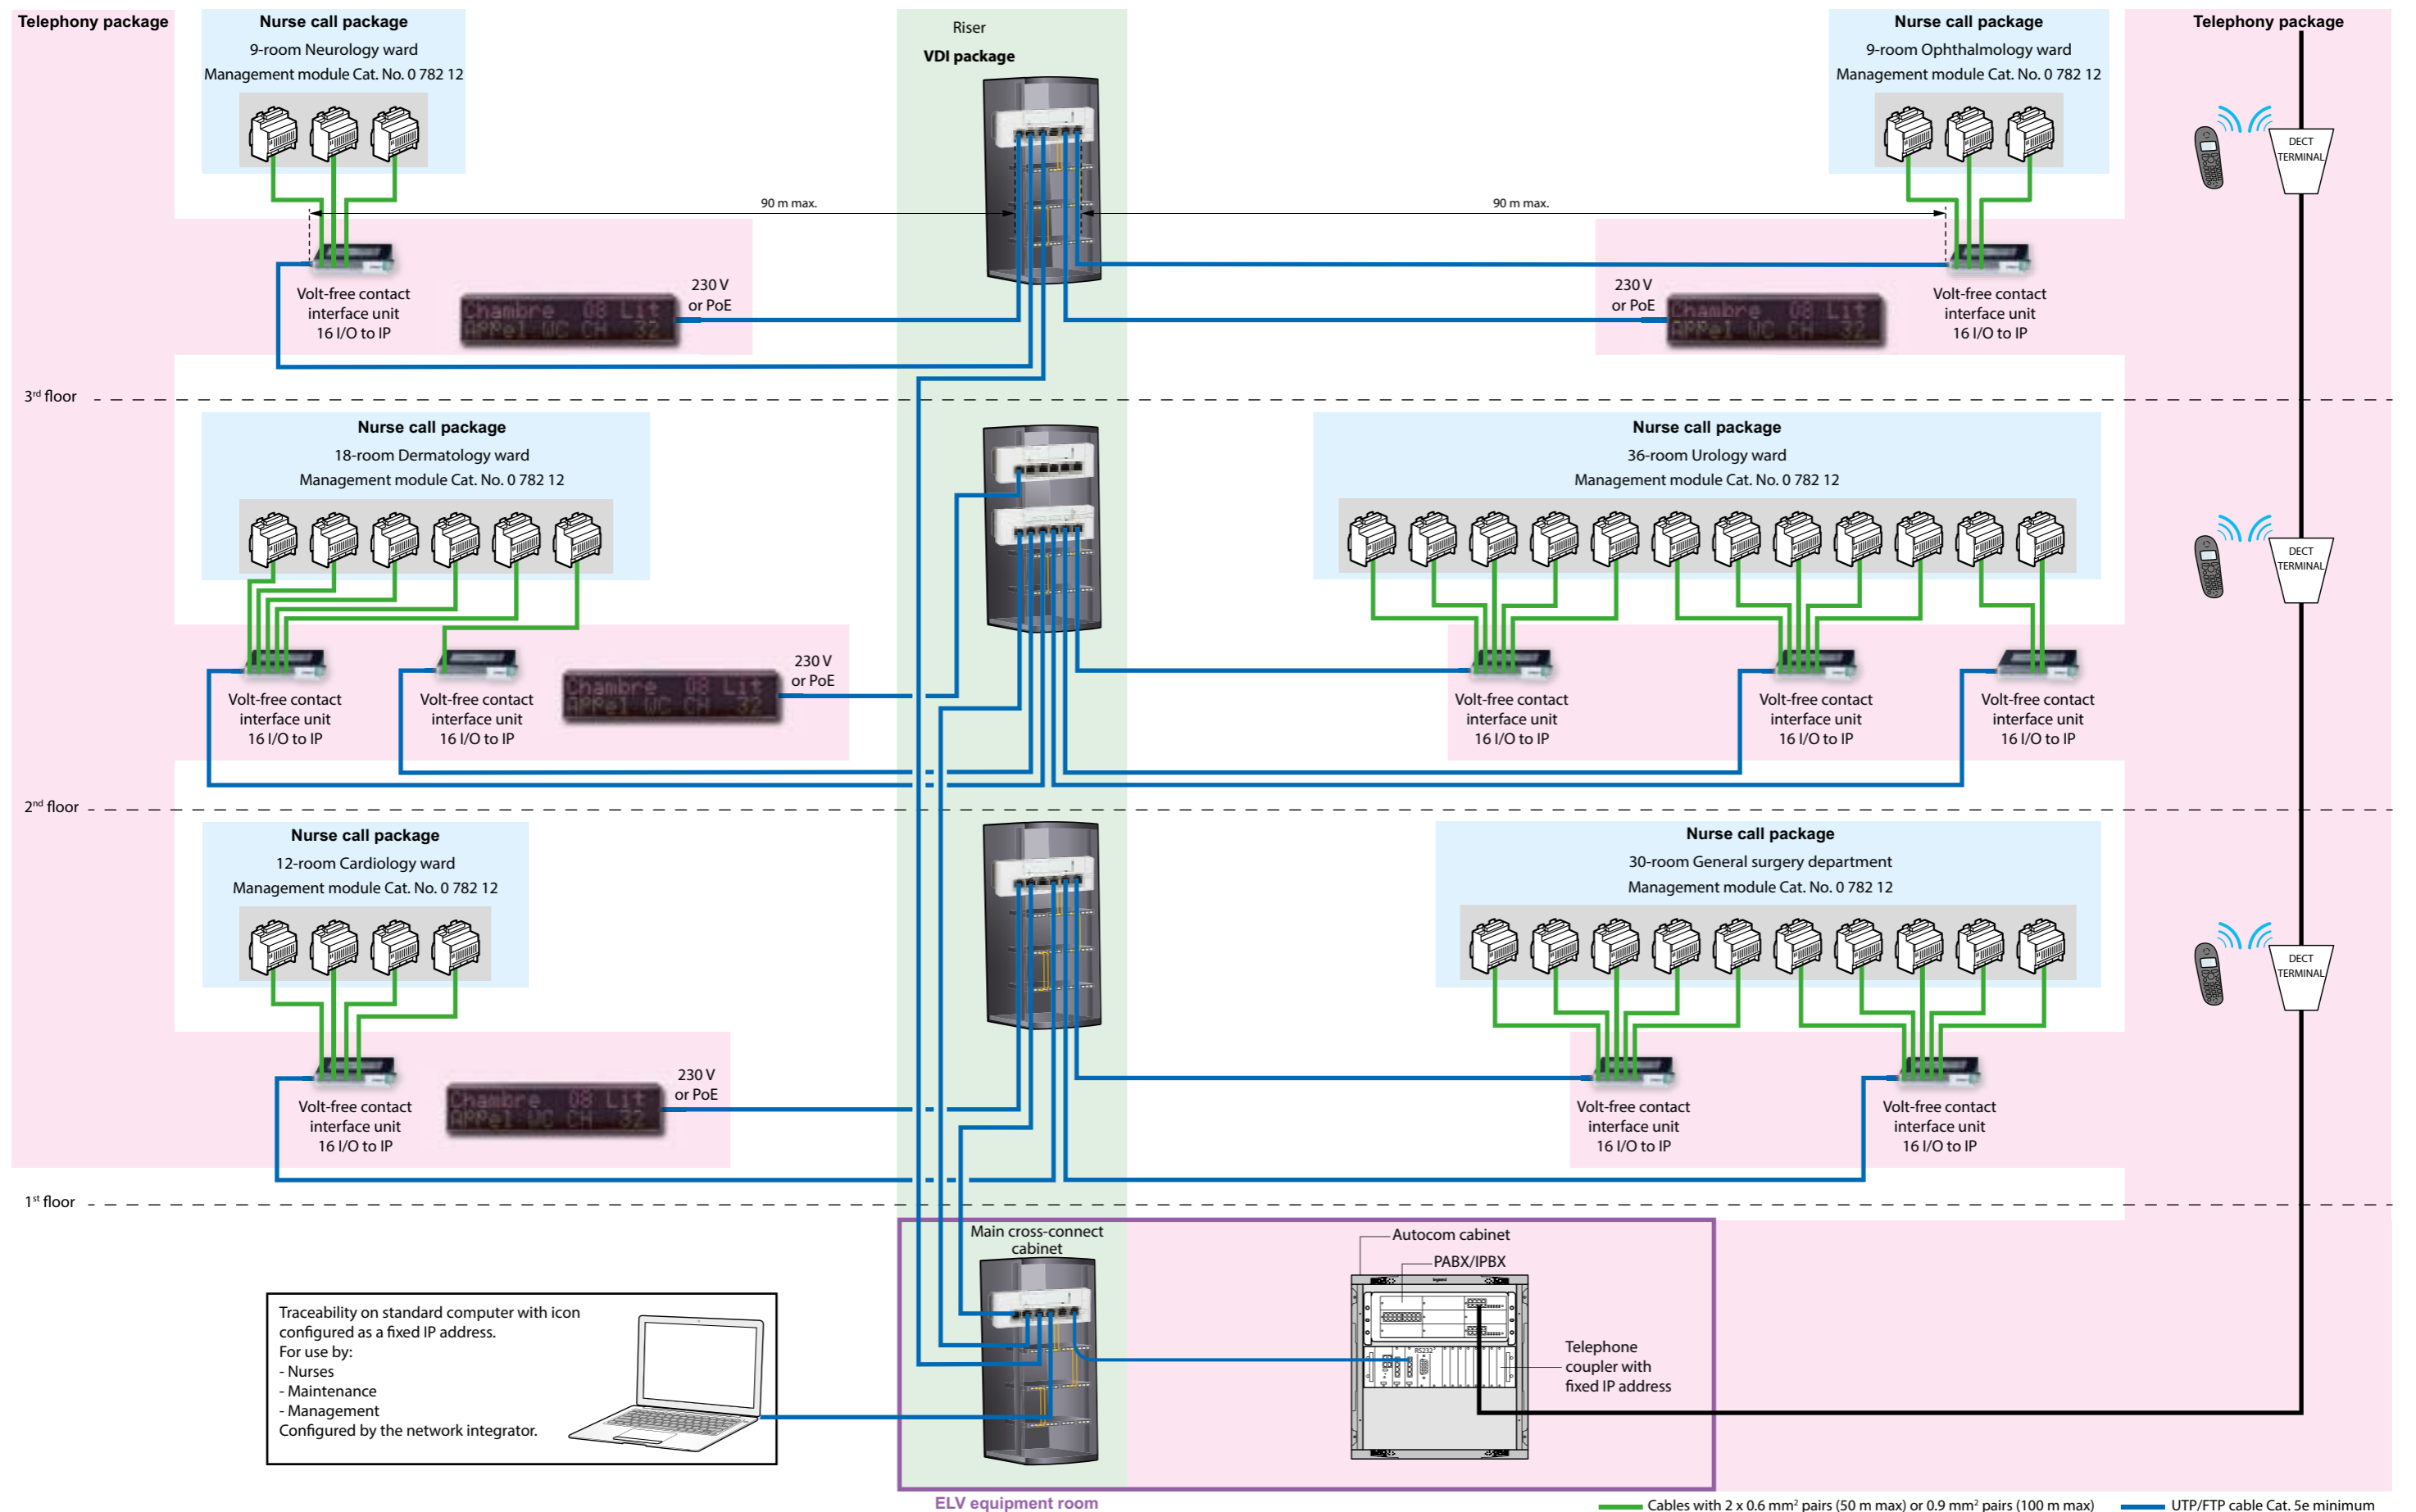 Telephony package
Nurse call package
9-room Neurology ward
Management module Cat. No. 0 782 12
Riser
VDI package
Nurse call package
9-room Ophthalmology ward
Management module Cat. No. 0 782 12
Telephony package
DECT
TERMINAL
90 m max.
90 m max.
Volt-free contact
interface unit
16 I/O to IP
Chambre 08 Lit
APPel WC CH 32
230 V
or PoE
230 V
or PoE
Chambre 08 Lit
APPel WC CH 32
Volt-free contact
interface unit
16 I/O to IP
3rd floor
Nurse call package
18-room Dermatology ward
Management module Cat. No. 0 782 12
Nurse call package
36-room Urology ward
Management module Cat. No. 0 782 12
DECT
TERMINAL
Volt-free contact
interface unit
16 I/O to IP
Volt-free contact
interface unit
16 I/O to IP
Chambre 08 Lit
APPel WC CH 32
230 V
or PoE
Volt-free contact
interface unit
16 I/O to IP
Volt-free contact
interface unit
16 I/O to IP
Volt-free contact
interface unit
16 I/O to IP
2nd floor
Nurse call package
12-room Cardiology ward
Management module Cat. No. 0 782 12
Nurse call package
30-room General surgery department
Management module Cat. No. 0 782 12
DECT
TERMINAL
Volt-free contact
interface unit
16 I/O to IP
Chambre 08 Lit
APPel WC CH 32
230 V
or PoE
Volt-free contact
interface unit
16 I/O to IP
Volt-free contact
interface unit
16 I/O to IP
1st floor
Main cross-connect
cabinet
Autocom cabinet
PABX/IPBX
legrand
RS232
Telephone
coupler with
fixed IP address
Traceability on standard computer with icon
configured as a fixed IP address.
For use by:
- Nurses
- Maintenance
- Management
Configured by the network integrator.
ELV equipment room
Cables with 2 x 0.6 mm² pairs (50 m max) or 0.9 mm² pairs (100 m max)
UTP/FTP cable Cat. 5e minimum